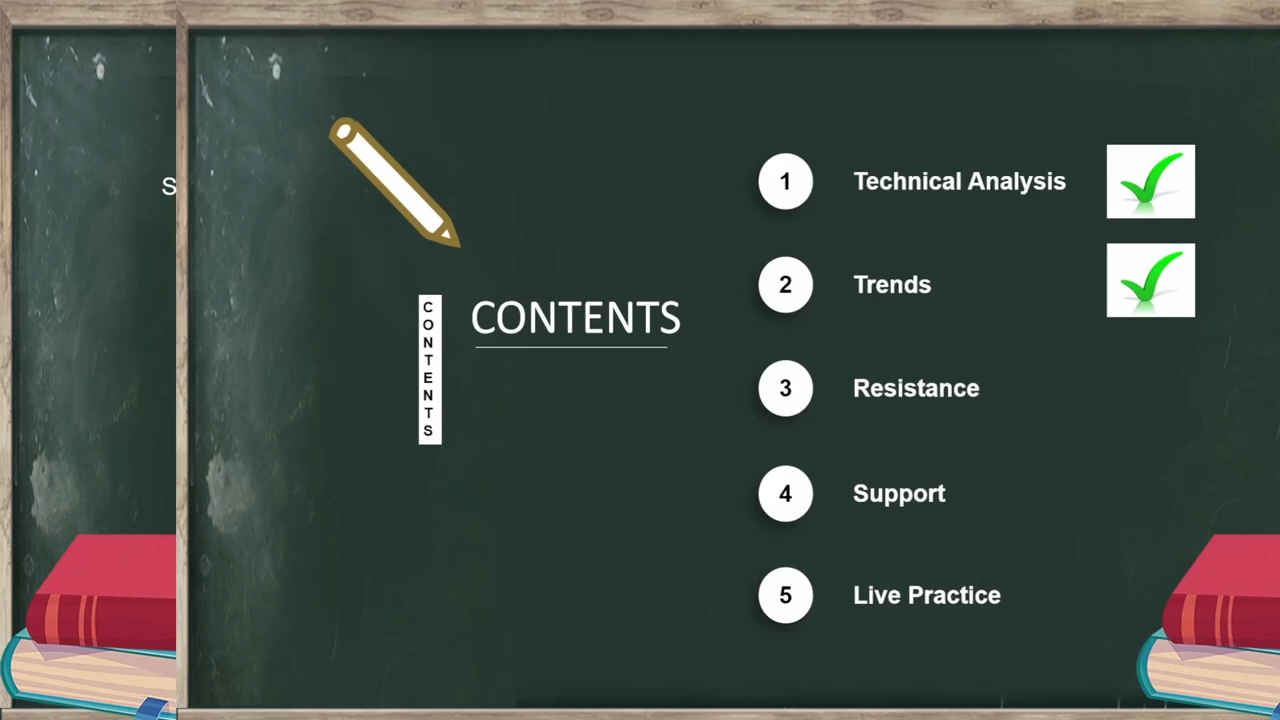 S
CONTENTS
CONTENTS
1 Technical Analysis
2 Trends
3 Resistance
4 Support
5 Live Practice